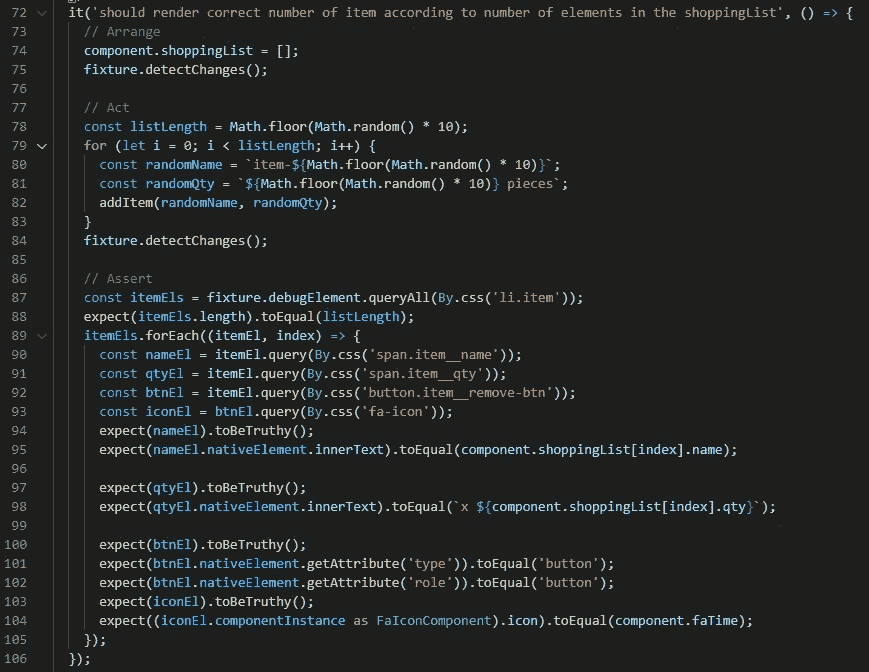 72 it('should render correct number of item according to number of elements in the shoppingList', () => {
73 // Arrange
74 component.shoppingList = [];
75 fixture.detectChanges();
76
77 // Act
78 const listLength = Math.floor(Math.random() * 10);
79 for (let i = 0; i < listLength; i++) {
80 const randomName = `item-${Math.floor(Math.random() * 10)}`;
81 const randomQty = `${Math.floor(Math.random() * 10)} pieces`;
82 addItem(randomName, randomQty);
83 }
84 fixture.detectChanges();
85
86 // Assert
87 const itemEls = fixture.debugElement.queryAll(By.css('li.item'));
88 expect(itemEls.length).toEqual(listLength);
89 itemEls.forEach((itemEl, index) => {
90 const nameEl = itemEl.query(By.css('span.item__name'));
91 const qtyEl = itemEl.query(By.css('span.item__qty'));
92 const btnEl = itemEl.query(By.css('button.item__remove-btn'));
93 const iconEl = btnEl.query(By.css('fa-icon'));
94 expect(nameEl).toBeTruthy();
95 expect(nameEl.nativeElement.innerText).toEqual(component.shoppingList[index].name);
96
97 expect(qtyEl).toBeTruthy();
98 expect(qtyEl.nativeElement.innerText).toEqual(`x ${component.shoppingList[index].qty}`);
99
100 expect(btnEl).toBeTruthy();
101 expect(btnEl.nativeElement.getAttribute('type')).toEqual('button');
102 expect(btnEl.nativeElement.getAttribute('role')).toEqual('button');
103 expect(iconEl).toBeTruthy();
104 expect((iconEl.componentInstance as FaIconComponent).icon).toEqual(component.faTime);
105 });
106 });